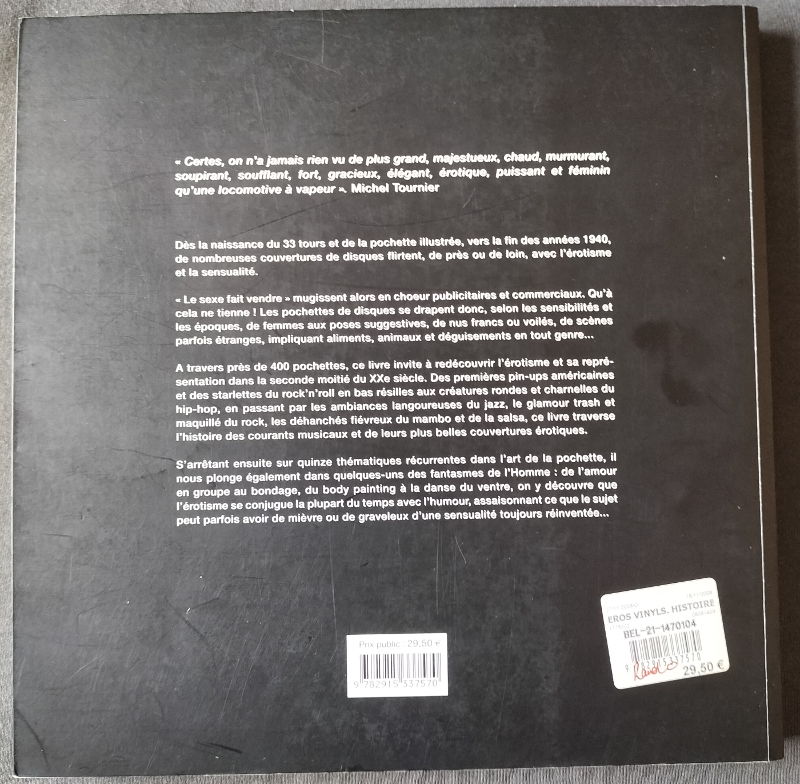 « Certes, on n'a jamais rien vu de plus grand, majestueux, chaud, murmurant,
soupirant, soufflant, fort, gracieux, élégant, érotique, puissant et féminin
qu'une locomotive à vapeur ». Michel Tournier
Dès la naissance du 33 tours et de la pochette illustrée, vers la fin des années 1940,
de nombreuses couvertures de disques flirtent, de près ou de loin, avec l'érotisme
et la sensualité.
« Le sexe fait vendre » mugissent alors en choeur publicitaires et commerciaux. Qu'à
cela ne tienne ! Les pochettes de disques se drapent donc, selon les sensibilités et
les époques, de femmes aux poses suggestives, de nus francs ou voilés, de scènes
parfois étranges, impliquant aliments, animaux et déguisements en tout genre...
A travers près de 400 pochettes, ce livre invite à redécouvrir l'érotisme et sa repré-
sentation dans la seconde moitié du XXe siècle. Des premières pin-ups américaines
et des starlettes du rock'n'roll en bas résilles aux créatures rondes et charnelles du
hip-hop, en passant par les ambiances langoureuses du jazz, le glamour trash et
maquillé du rock, les déhanchés fiévreux du mambo et de la salsa, ce livre traverse
l'histoire des courants musicaux et de leurs plus belles couvertures érotiques.
S'arrêtant ensuite sur quinze thématiques récurrentes dans l'art de la pochette, il
nous plonge également dans quelques-uns des fantasmes de l'Homme : de l'amour
en groupe au bondage, du body painting à la danse du ventre, on y découvre que
l'érotisme se conjugue la plupart du temps avec l'humour, assaisonnant ce que le sujet
peut parfois avoir de mièvre ou de graveleux d'une sensualité toujours réinventée...
Prix public : 29,50 €
9 782915 337570
EROS VINYLS. HISTOIRE
BEL-21-1470104
9 782915 337570
29,50 €